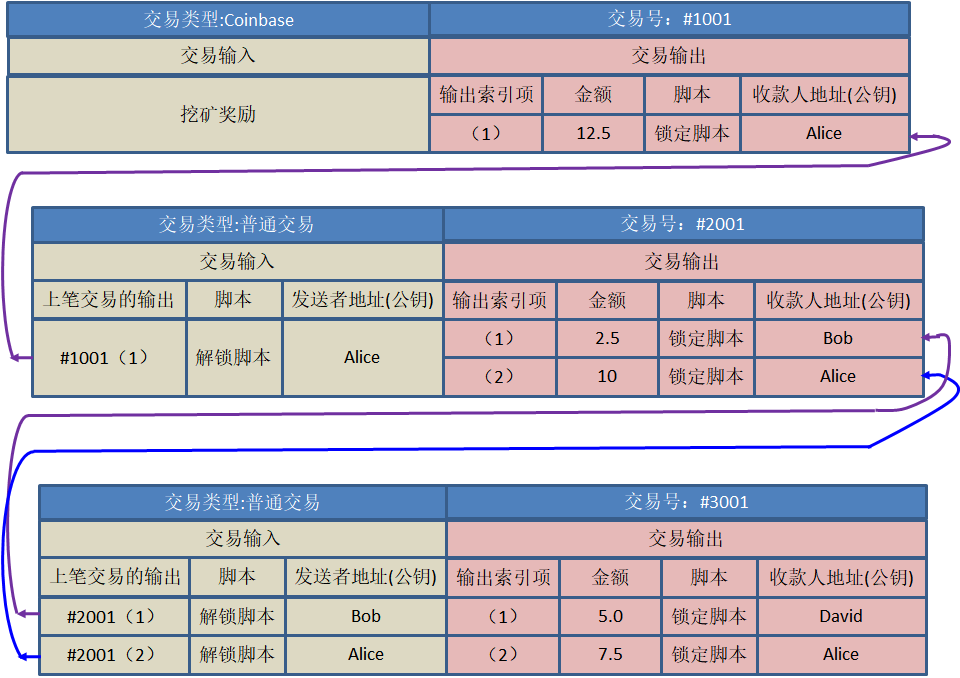 交易类型:Coinbase 交易号：#1001
交易输入 交易输出
挖矿奖励 输出索引项 金额 脚本 收款人地址(公钥)
（1） 12.5 锁定脚本 Alice
交易类型:普通交易 交易号：#2001
交易输入 交易输出
上笔交易的输出 脚本 发送者地址(公钥) 输出索引项 金额 脚本 收款人地址(公钥)
#1001（1） 解锁脚本 Alice （1） 2.5 锁定脚本 Bob
（2） 10 锁定脚本 Alice
交易类型:普通交易 交易号：#3001
交易输入 交易输出
上笔交易的输出 脚本 发送者地址(公钥) 输出索引项 金额 脚本 收款人地址(公钥)
#2001（1） 解锁脚本 Bob （1） 5.0 锁定脚本 David
#2001（2） 解锁脚本 Alice （2） 7.5 锁定脚本 Alice